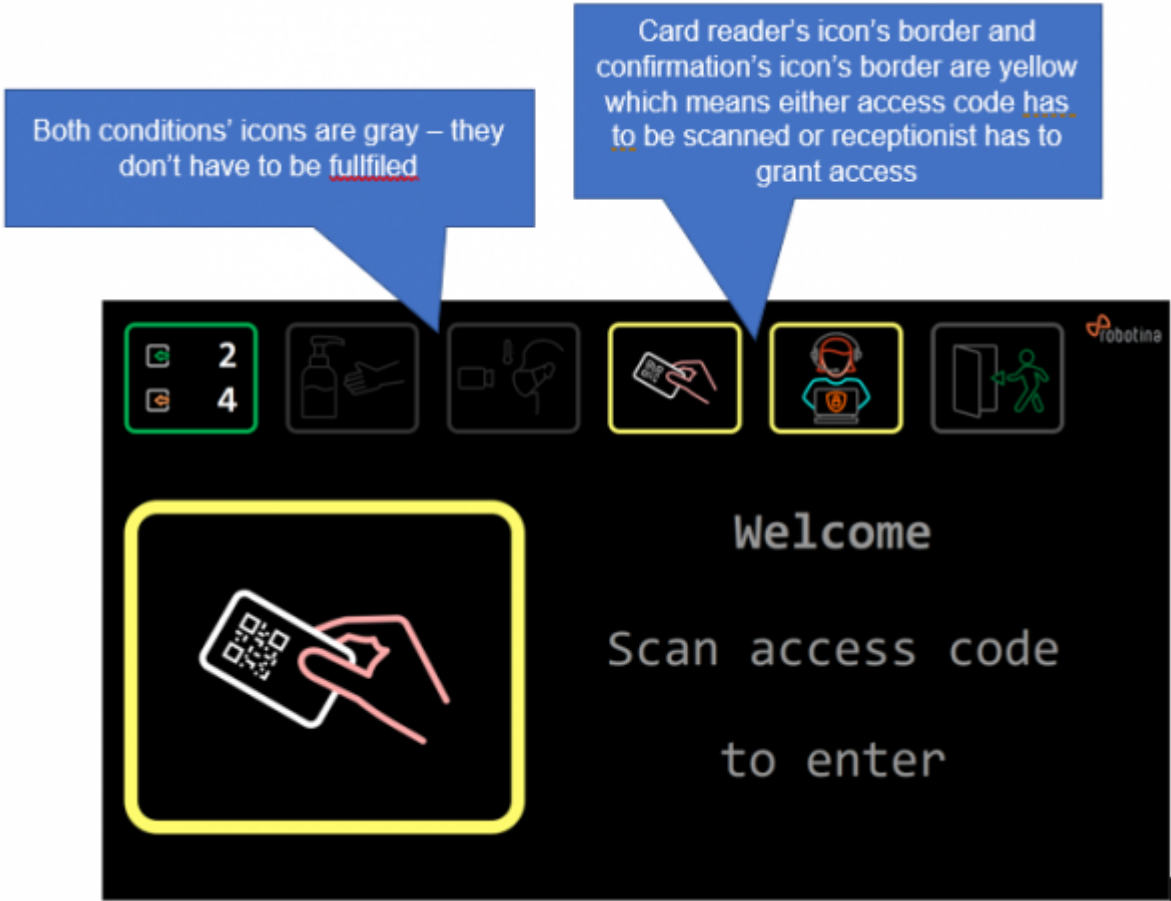 Card reader’s icon’s border and
confirmation’s icon’s border are yellow
which means either access code has
to be scanned or receptionist has to
grant access
Both conditions’ icons are gray – they
don’t have to be fullfiled
2
4
robotina
Welcome
Scan access code
to enter